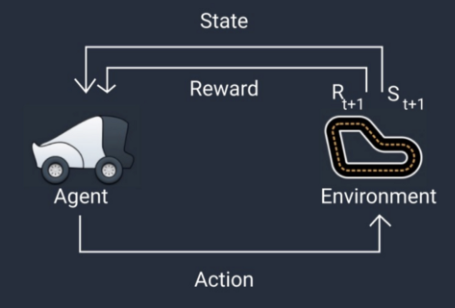 State
Reward
R t+1 S t+1
Agent
Environment
Action